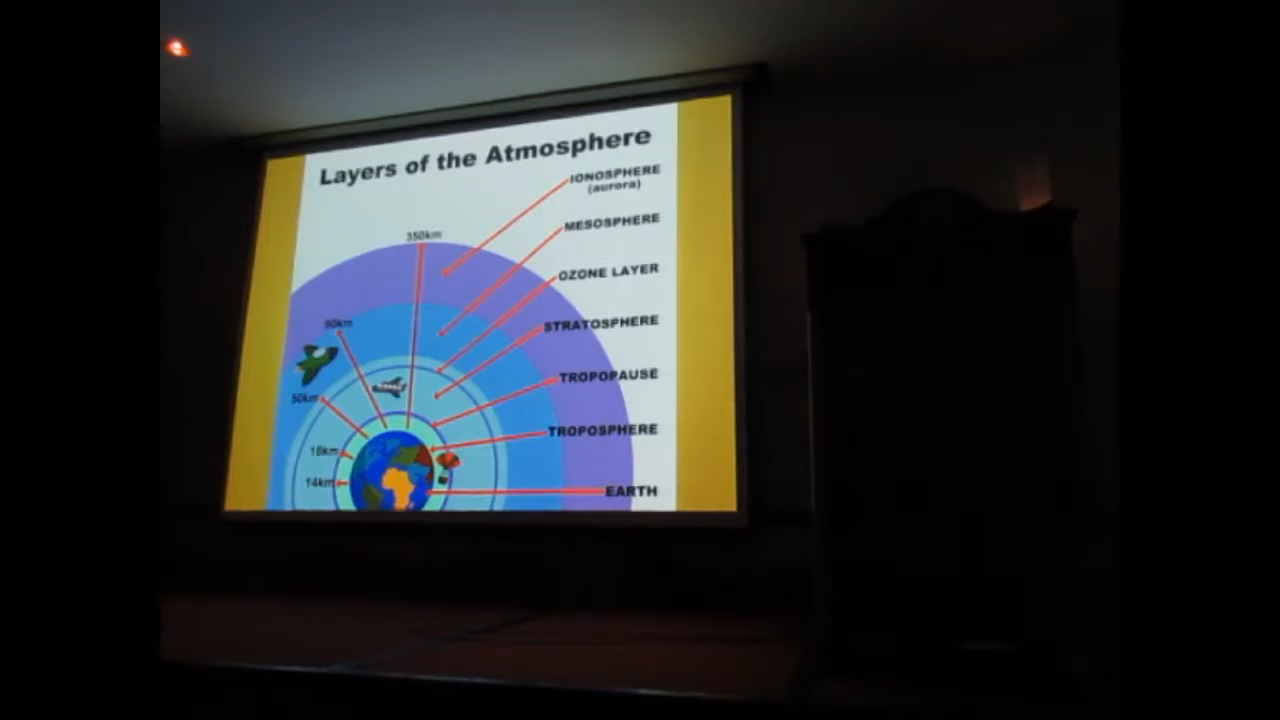 Layers of the Atmosphere
IONOSPHERE
(aurora)
MESOSPHERE
350km
OZONE LAYER
90km
STRATOSPHERE
TROPOPAUSE
50km
TROPOSPHERE
18km
14km
EARTH